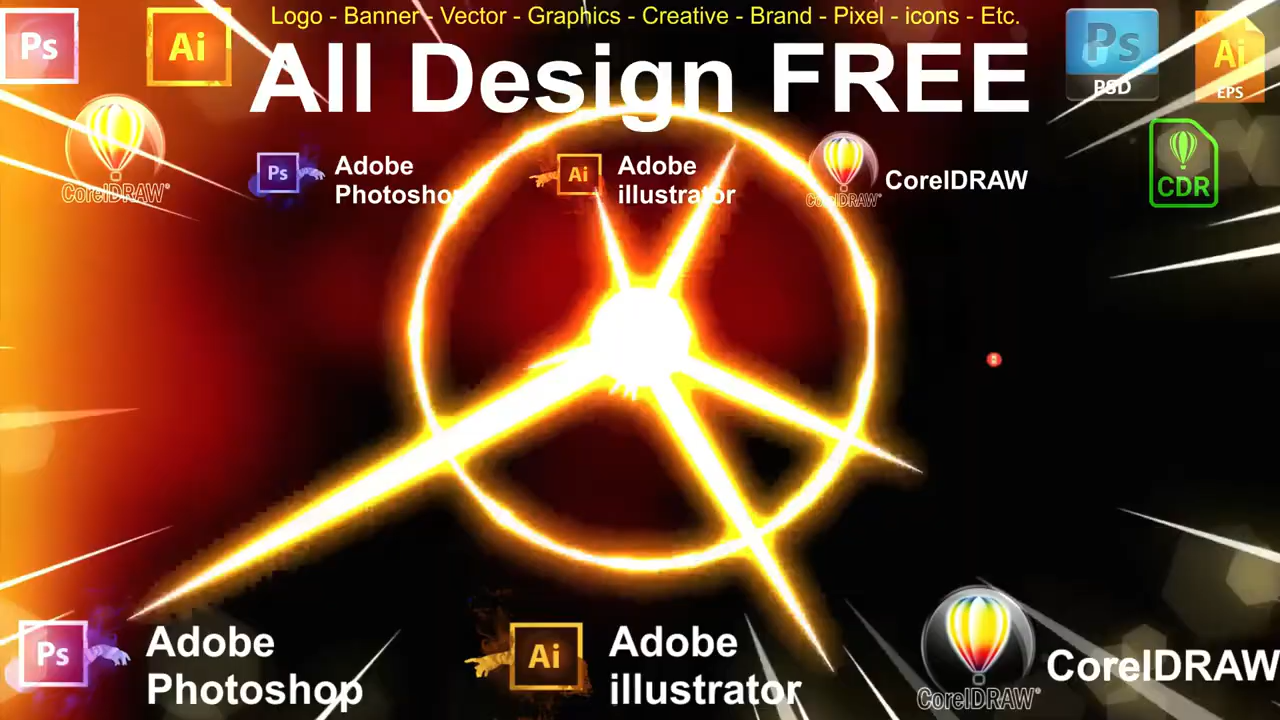 Logo - Banner - Vector - Graphics - Creative - Brand - Pixel - icons - Etc.
All Design FREE
Ps
Ai
Ps
PSD
Ai
EPS
CorelDRAW®
Ps
Adobe
Photoshop
Ai
Adobe
illustrator
CorelDRAW®
CorelDRAW
CDR
Ps
Adobe
Photoshop
Ai
Adobe
illustrator
CorelDRAW®
CorelDRAW